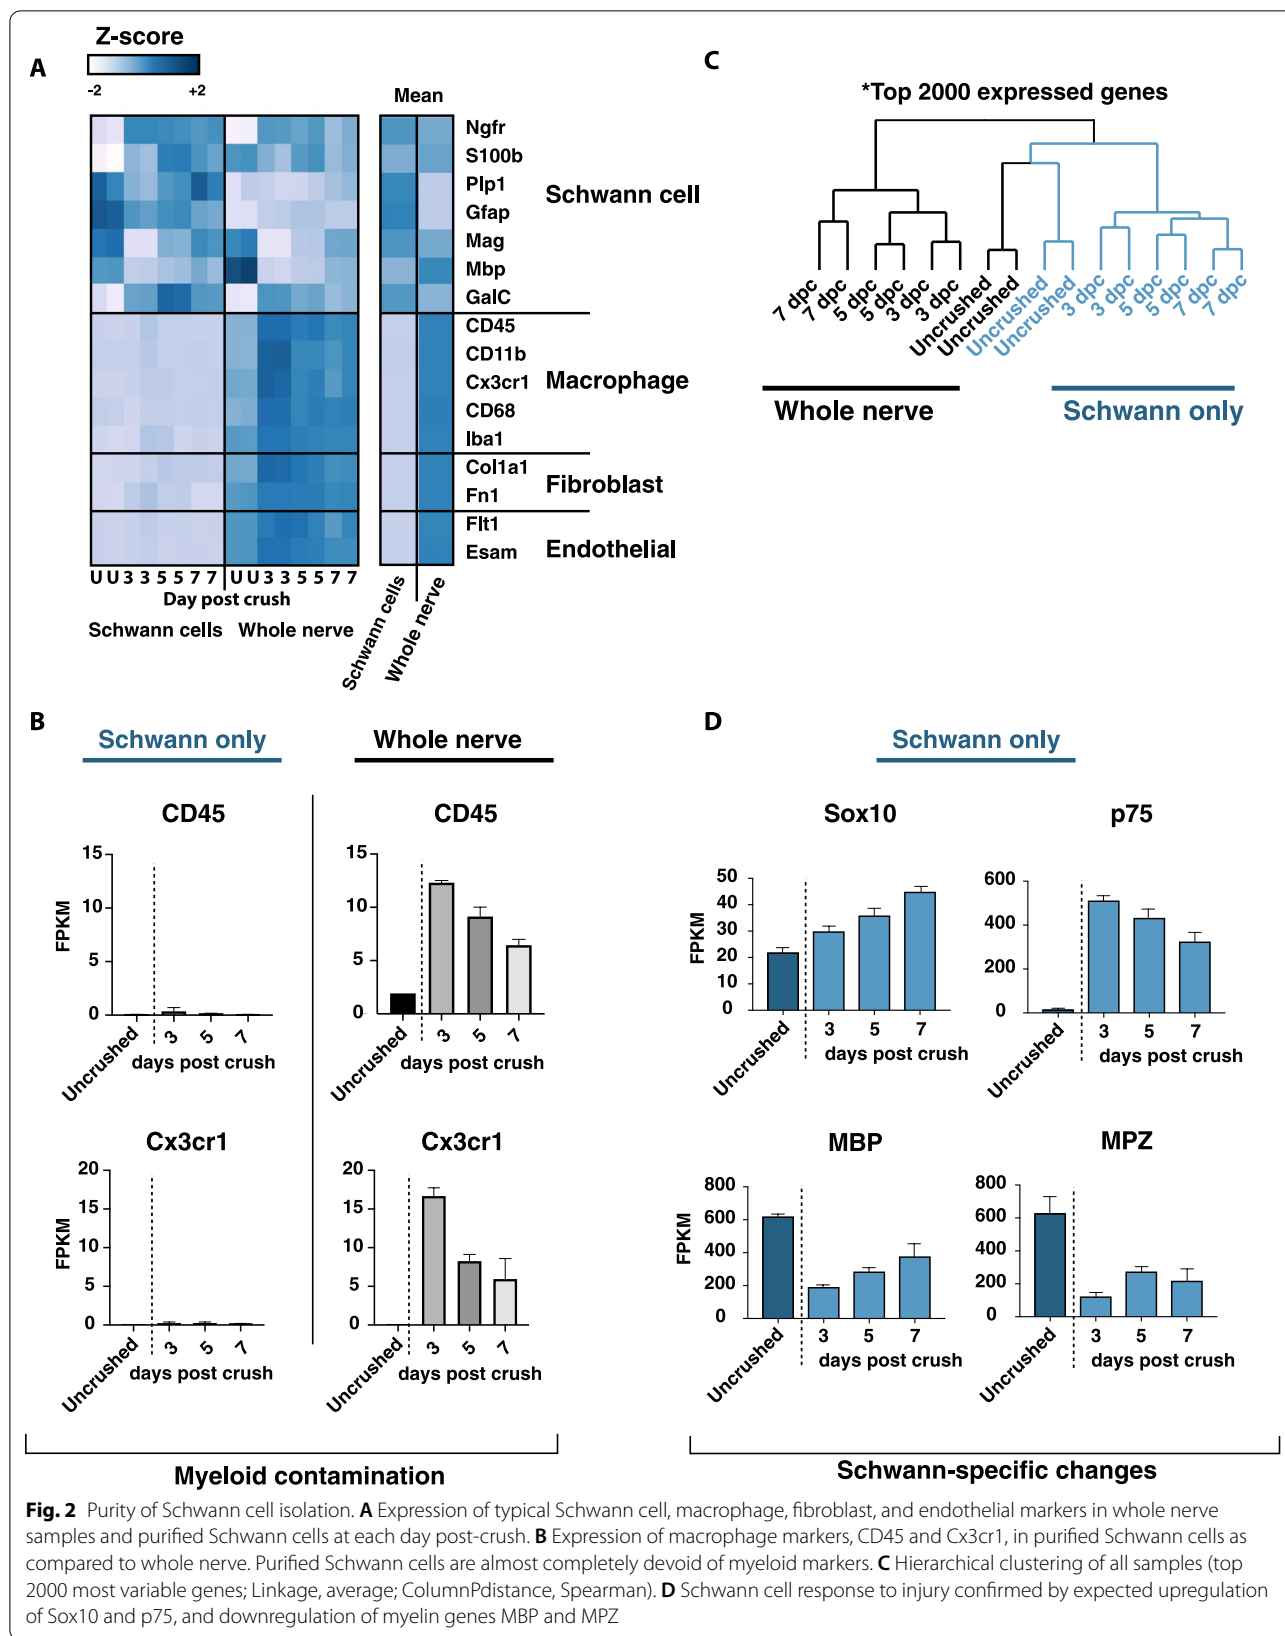 A
Z-score
-2 +2
Mean
Ngfr
S100b
Plp1
Gfap
Mag
Mbp
GalC
Schwann cell
CD45
CD11b
Cx3cr1
CD68
Iba1
Macrophage
Col1a1
Fn1
Fibroblast
Flt1
Esam
Endothelial
U U 3 3 5 5 7 7 U U 3 3 5 5 7 7
Day post crush
Schwann cells Whole nerve
Schwann cells
Whole nerve
C
*Top 2000 expressed genes
7 dpc
7 dpc
5 dpc
5 dpc
3 dpc
3 dpc
Uncrushed
Uncrushed
Uncrushed
Uncrushed
3 dpc
3 dpc
5 dpc
5 dpc
7 dpc
7 dpc
Whole nerve
Schwann only
B
Schwann only
Whole nerve
CD45
15
10
5
0
FPKM
Uncrushed
3 5 7
days post crush
CD45
15
10
5
0
Uncrushed
3 5 7
days post crush
Cx3cr1
20
15
10
5
0
FPKM
Uncrushed
3 5 7
days post crush
Cx3cr1
20
15
10
5
0
Uncrushed
3 5 7
days post crush
Myeloid contamination
D
Schwann only
Sox10
50
40
30
20
10
0
FPKM
Uncrushed
3 5 7
days post crush
p75
600
400
200
0
Uncrushed
3 5 7
days post crush
MBP
800
600
400
200
0
FPKM
Uncrushed
3 5 7
days post crush
MPZ
800
600
400
200
0
Uncrushed
3 5 7
days post crush
Schwann-specific changes
Fig. 2 Purity of Schwann cell isolation. A Expression of typical Schwann cell, macrophage, fibroblast, and endothelial markers in whole nerve
samples and purified Schwann cells at each day post-crush. B Expression of macrophage markers, CD45 and Cx3cr1, in purified Schwann cells as
compared to whole nerve. Purified Schwann cells are almost completely devoid of myeloid markers. C Hierarchical clustering of all samples (top
2000 most variable genes; Linkage, average; ColumnPdistance, Spearman). D Schwann cell response to injury confirmed by expected upregulation
of Sox10 and p75, and downregulation of myelin genes MBP and MPZ